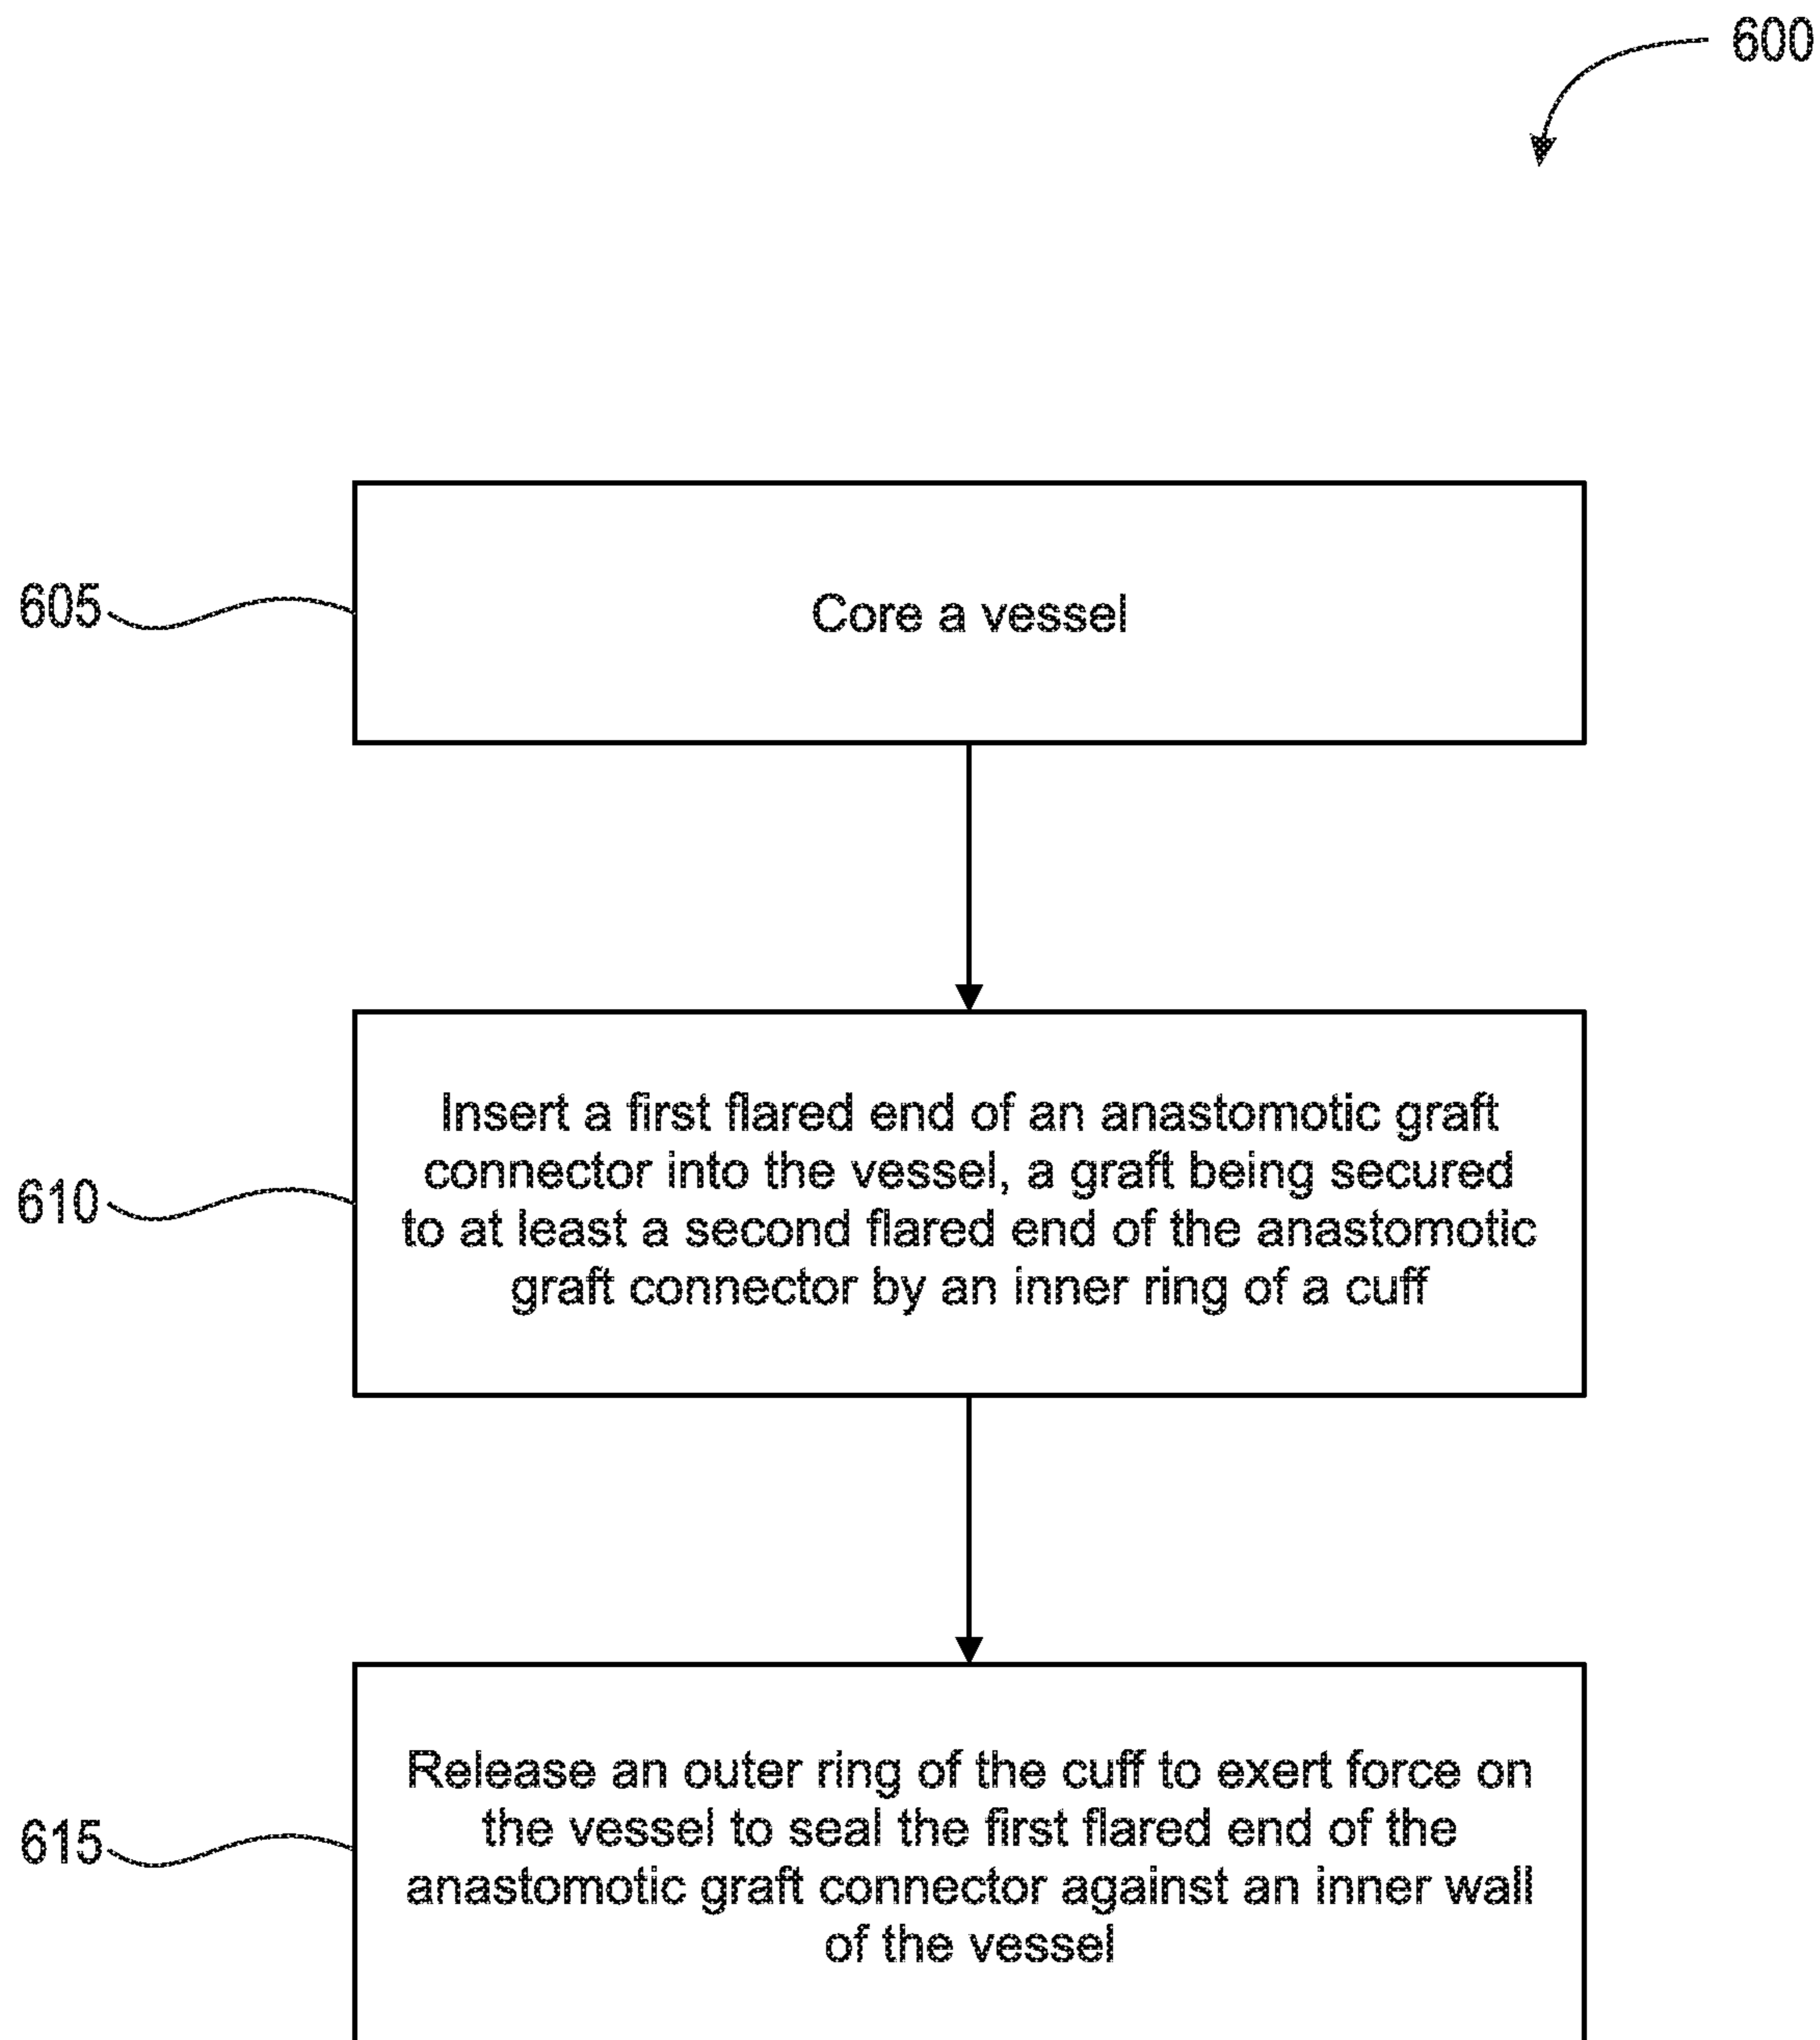 600
605
Core a vessel
610
Insert a first flared end of an anastomotic graft
connector into the vessel, a graft being secured
to at least a second flared end of the anastomotic
graft connector by an inner ring of a cuff
615
Release an outer ring of the cuff to exert force on
the vessel to seal the first flared end of the
anastomotic graft connector against an inner wall
of the vessel